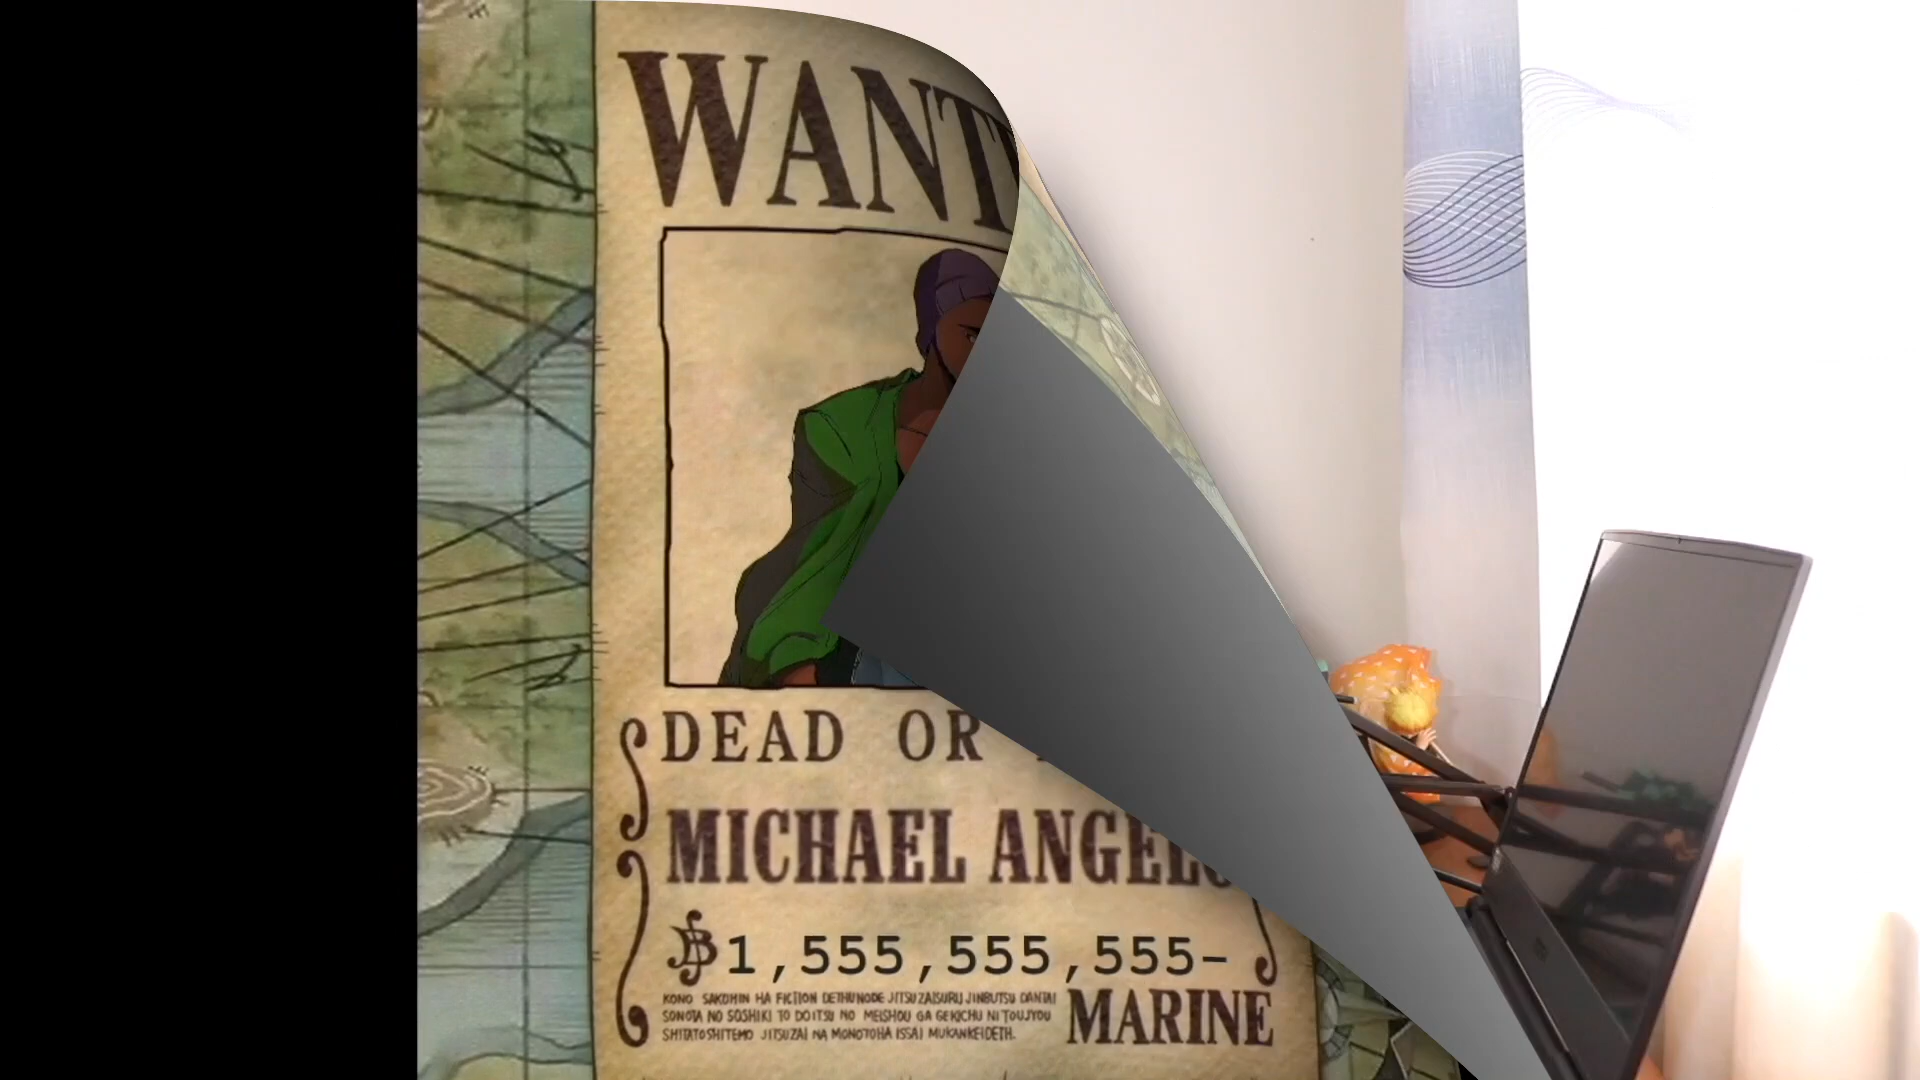 WANT
DEAD OR
MICHAEL ANGELO
1,555,555,555-
KONO SAKUHIN HA FICTION DETHUNODE JITSUZAISURU JINBUTSU DANTAI
SONOTA NO SOSHIKI TO DOITSU NO MEISHOU GA GEKICHU NI TOUJYOU
SHITATOSHITEMO JITSUZAI NA MONOTOHA ISSAI MUKANKEIDETH.
MARINE